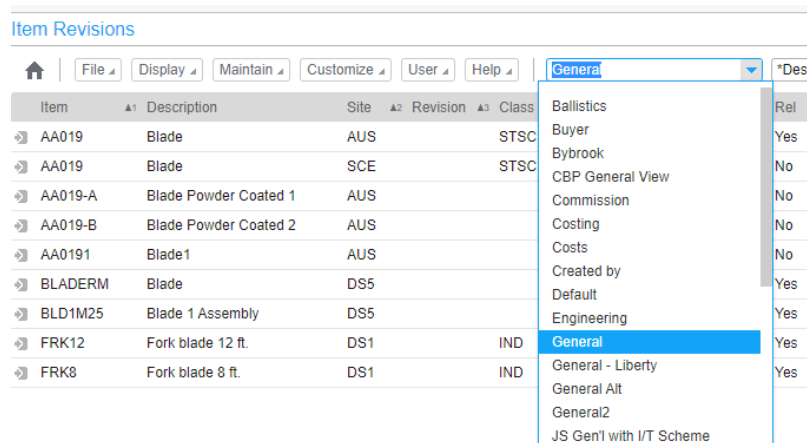 Item Revisions
File Display Maintain Customize User Help General *Des
Item 1 Description Site 2 Revision 3 Class Rel
AA019 Blade AUS STSC Yes
AA019 Blade SCE STSC No
AA019-A Blade Powder Coated 1 AUS No
AA019-B Blade Powder Coated 2 AUS No
AA0191 Blade1 AUS No
BLADERM Blade DS5 Yes
BLD1M25 Blade 1 Assembly DS5 Yes
FRK12 Fork blade 12 ft. DS1 IND Yes
FRK8 Fork blade 8 ft. DS1 IND Yes
Ballistics
Buyer
Bybrook
CBP General View
Commission
Costing
Costs
Created by
Default
Engineering
General
General - Liberty
General Alt
General2
JS Gen'l with I/T Scheme